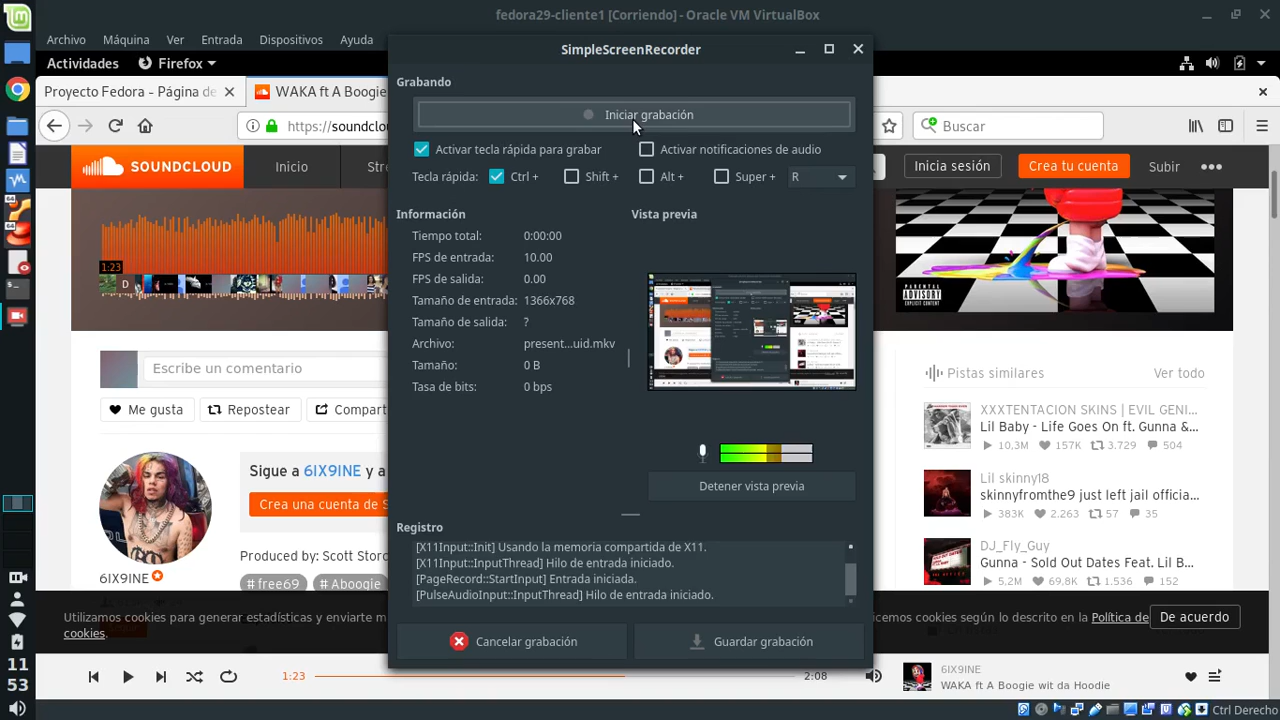 fedora29-cliente1 [Corriendo] - Oracle VM VirtualBox
Archivo Máquina Ver Entrada Dispositivos Ayuda
Actividades Firefox
Proyecto Fedora - Página de
WAKA ft A Boogie
https://soundclou
Buscar
SOUNDCLOUD Inicio
Inicia sesión Crea tu cuenta Subir
SimpleScreenRecorder
Grabando
Iniciar grabación
Activar tecla rápida para grabar
Activar notificaciones de audio
Tecla rápida: Ctrl + Shift + Alt + Super + R
Información
Vista previa
Tiempo total: 0:00:00
FPS de entrada: 10.00
FPS de salida: 0.00
Tamaño de entrada: 1366x768
Tamaño de salida: ?
Archivo: present...uid.mkv
Tamaño: 0 B
Tasa de bits: 0 bps
Detener vista previa
Registro
[X11Input::Init] Usando la memoria compartida de X11.
[X11Input::InputThread] Hilo de entrada iniciado.
[PageRecord::StartInput] Entrada iniciada.
[PulseAudioInput::InputThread] Hilo de entrada iniciado.
Cancelar grabación
Guardar grabación
1:23
Escribe un comentario
Me gusta Repostear Compart
6IX9INE
Sigue a 6IX9INE y a
Crea una cuenta de S
Produced by: Scott Storc
# free69 # Aboogie
PARENTAL
ADVISORY
EXPLICIT CONTENT
Pistas similares Ver todo
XXXTENTACION SKINS | EVIL GENI...
Lil Baby - Life Goes On ft. Gunna &...
10,3M 157K 3.729 504
Lil skinny18
skinnyfromthe9 just left jail officia...
383K 2.263 57 35
DJ_Fly_Guy
Gunna - Sold Out Dates Feat. Lil B...
5,2M 69,8K 1.536 152
Utilizamos cookies para generar estadísticas y enviarte m
cookies.
cemos cookies según lo descrito en la Política de
De acuerdo
1:23 2:08
6IX9INE
WAKA ft A Boogie wit da Hoodie
11
53
Ctrl Derecho